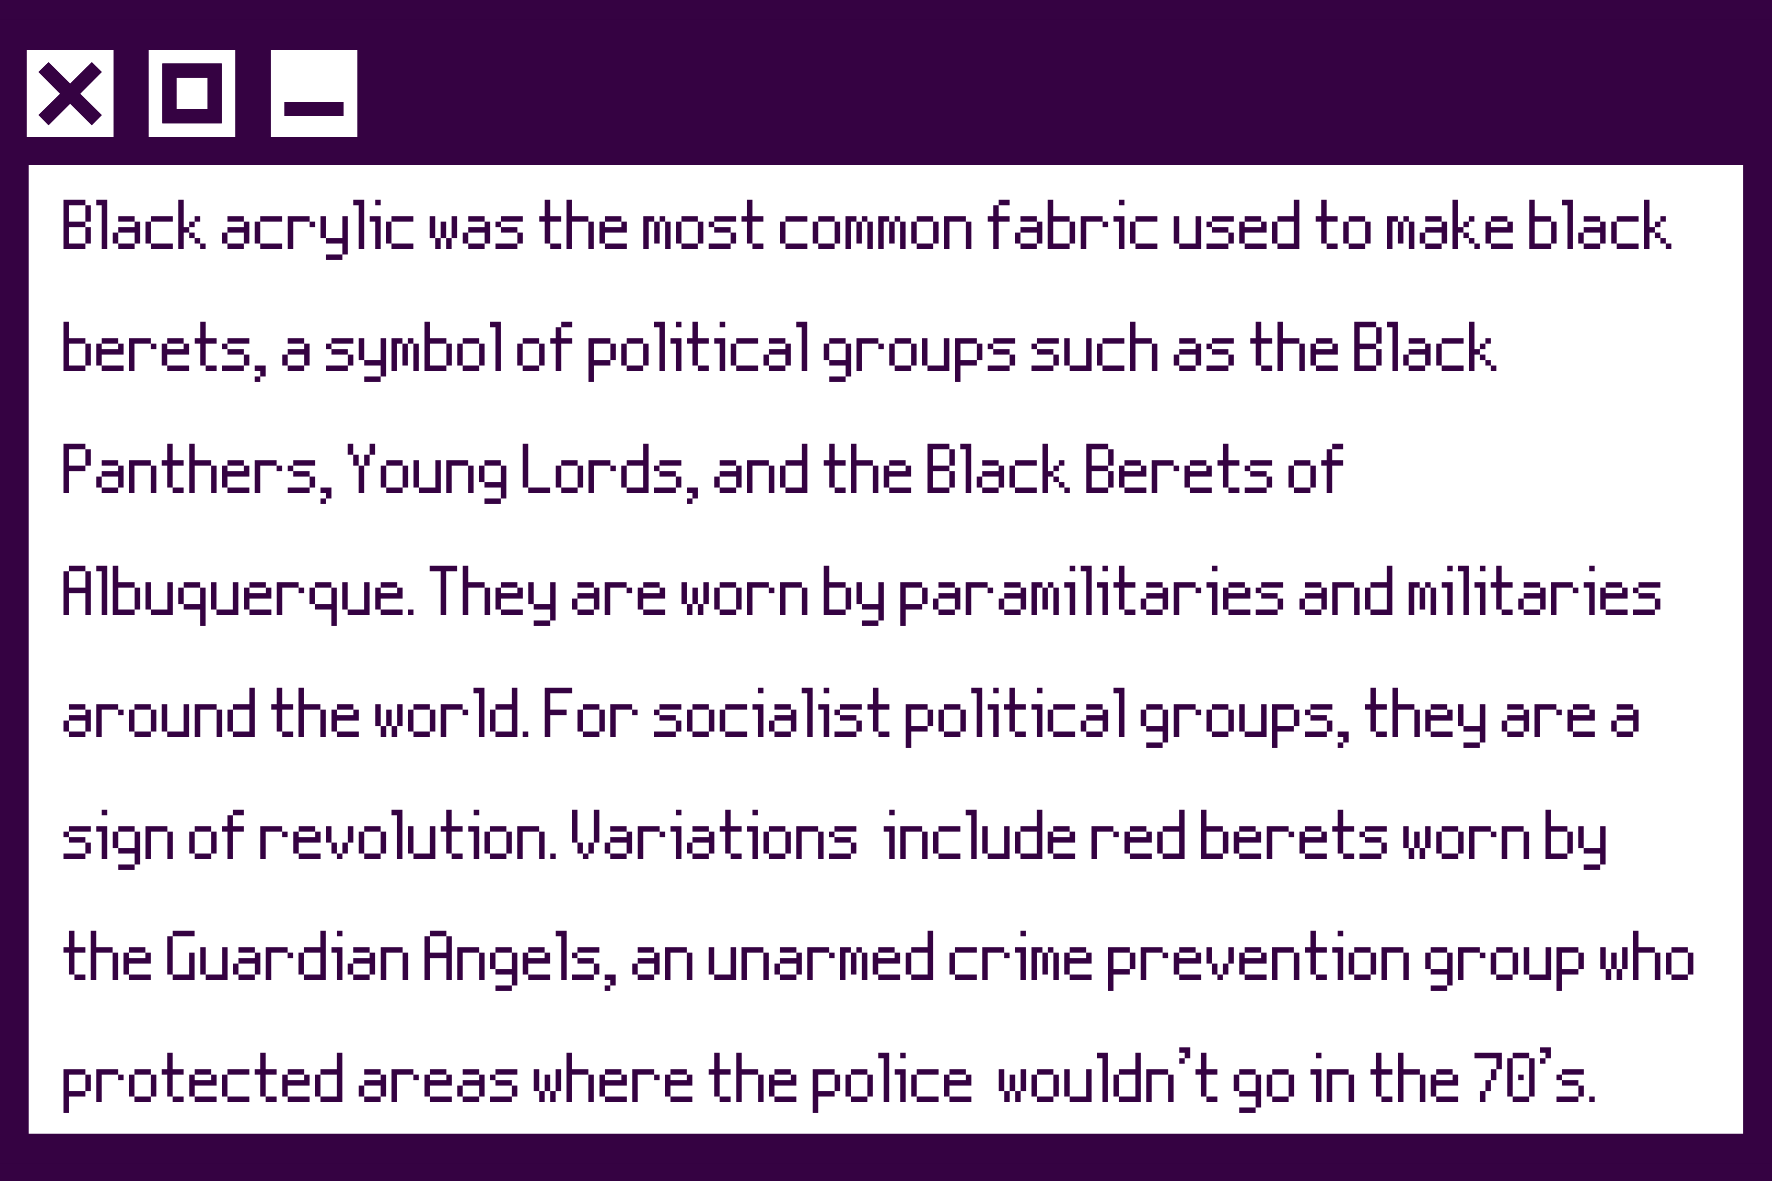 Black acrylic was the most common fabric used to make black
berets, a symbol of political groups such as the Black
Panthers, Young Lords, and the Black Berets of
Albuquerque. They are worn by paramilitaries and militaries
around the world. For socialist political groups, they are a
sign of revolution. Variations  include red berets worn by
the Guardian Angels, an unarmed crime prevention group who
protected areas where the police  wouldn't go in the 70's.